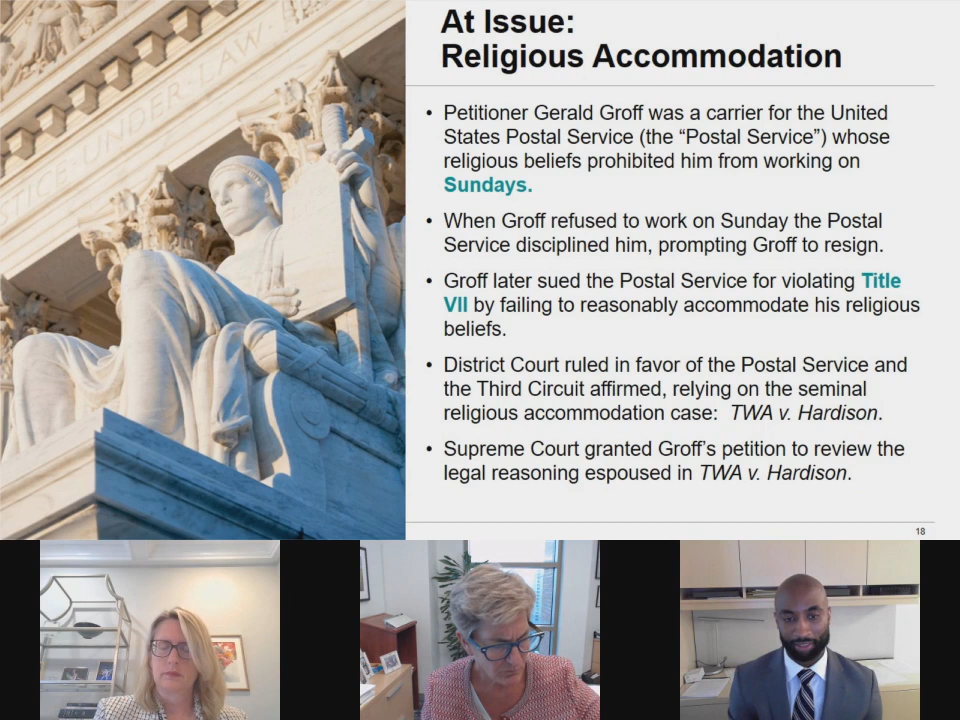 JUSTICE UNDER LAW
At Issue:
Religious Accommodation
• Petitioner Gerald Groff was a carrier for the United
States Postal Service (the “Postal Service”) whose
religious beliefs prohibited him from working on
Sundays.
• When Groff refused to work on Sunday the Postal
Service disciplined him, prompting Groff to resign.
• Groff later sued the Postal Service for violating Title
VII by failing to reasonably accommodate his religious
beliefs.
• District Court ruled in favor of the Postal Service and
the Third Circuit affirmed, relying on the seminal
religious accommodation case: TWA v. Hardison.
• Supreme Court granted Groff’s petition to review the
legal reasoning espoused in TWA v. Hardison.
18